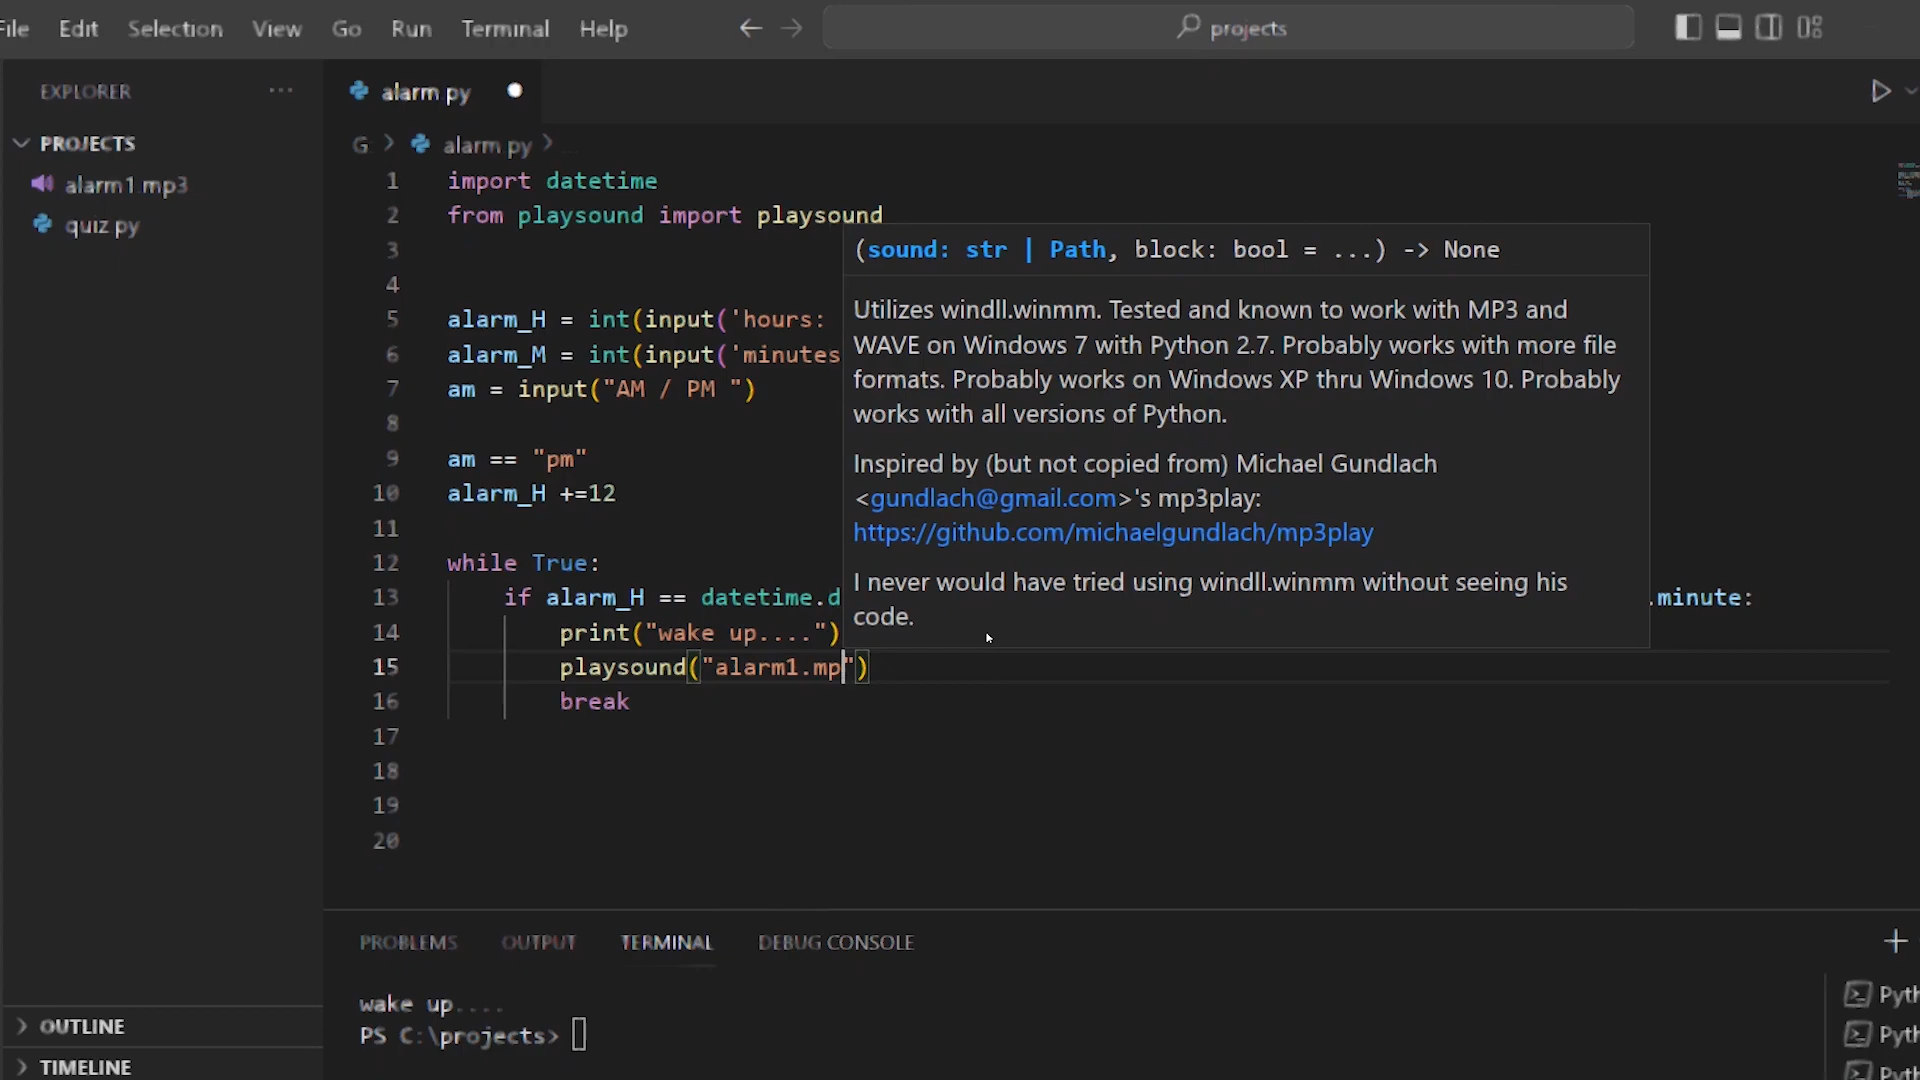 File Edit Selection View Go Run Terminal Help
projects
EXPLORER
alarm.py
PROJECTS
alarm1.mp3
quiz.py
G > alarm.py >
1 import datetime
2 from playsound import playsound
3
4
5 alarm_H = int(input('hours:
6 alarm_M = int(input('minutes
7 am = input("AM / PM ")
8
9 am == "pm"
10 alarm_H +=12
11
12 while True:
13 if alarm_H == datetime.d
.minute:
14 print("wake up....")
15 playsound("alarm1.mp")
16 break
17
18
19
20
(sound: str | Path, block: bool = ...) -> None
Utilizes windll.winmm. Tested and known to work with MP3 and
WAVE on Windows 7 with Python 2.7. Probably works with more file
formats. Probably works on Windows XP thru Windows 10. Probably
works with all versions of Python.
Inspired by (but not copied from) Michael Gundlach
<gundlach@gmail.com>'s mp3play:
https://github.com/michaelgundlach/mp3play
I never would have tried using windll.winmm without seeing his
code.
PROBLEMS OUTPUT TERMINAL DEBUG CONSOLE
wake up....
PS C:\projects>
Pyth
Pyth
Pyth
OUTLINE
TIMELINE